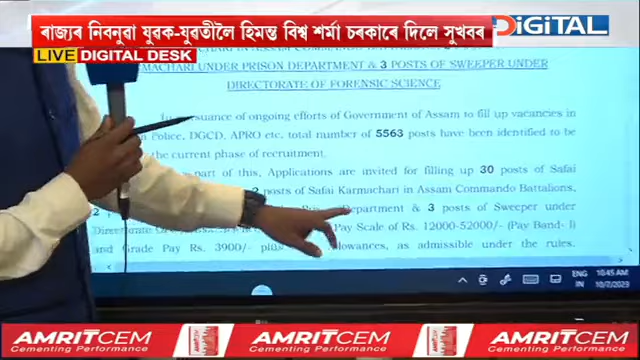 ৰাজ্যৰ নিবনুৱা যুৱক-যুৱতীলৈ হিমন্ত বিশ্ব শৰ্মা চৰকাৰে দিলে সুখবৰ
DIGITAL
LIVE DIGITAL DESK
MACHARI UNDER PRISON DEPARTMENT & 3 POSTS OF SWEEPER UNDER
DIRECTORATE OF FORENSIC SCIENCE
suance of ongoing efforts of Government of Assam to fill up vacancies in
Police, DGCD, APRO etc. total number of 5563 posts have been identified to be
the current phase of recruitment.
part of this, Applications are invited for filling up 30 posts of Safai
2 posts of Safai Karmachari in Assam Commando Battalions,
2 Department & 3 posts of Sweeper under
Directorate Pay Scale of Rs. 12000-52000/- (Pay Band- I)
and Grade Pay Rs. 3900/- plus lowances, as admissible under the rules.
ENG 10:45 AM
IN 10/7/2023
AMRITCEM AMRITCEM AMRITCEM
Cementing Performance Cementing Performance Cementing Performance